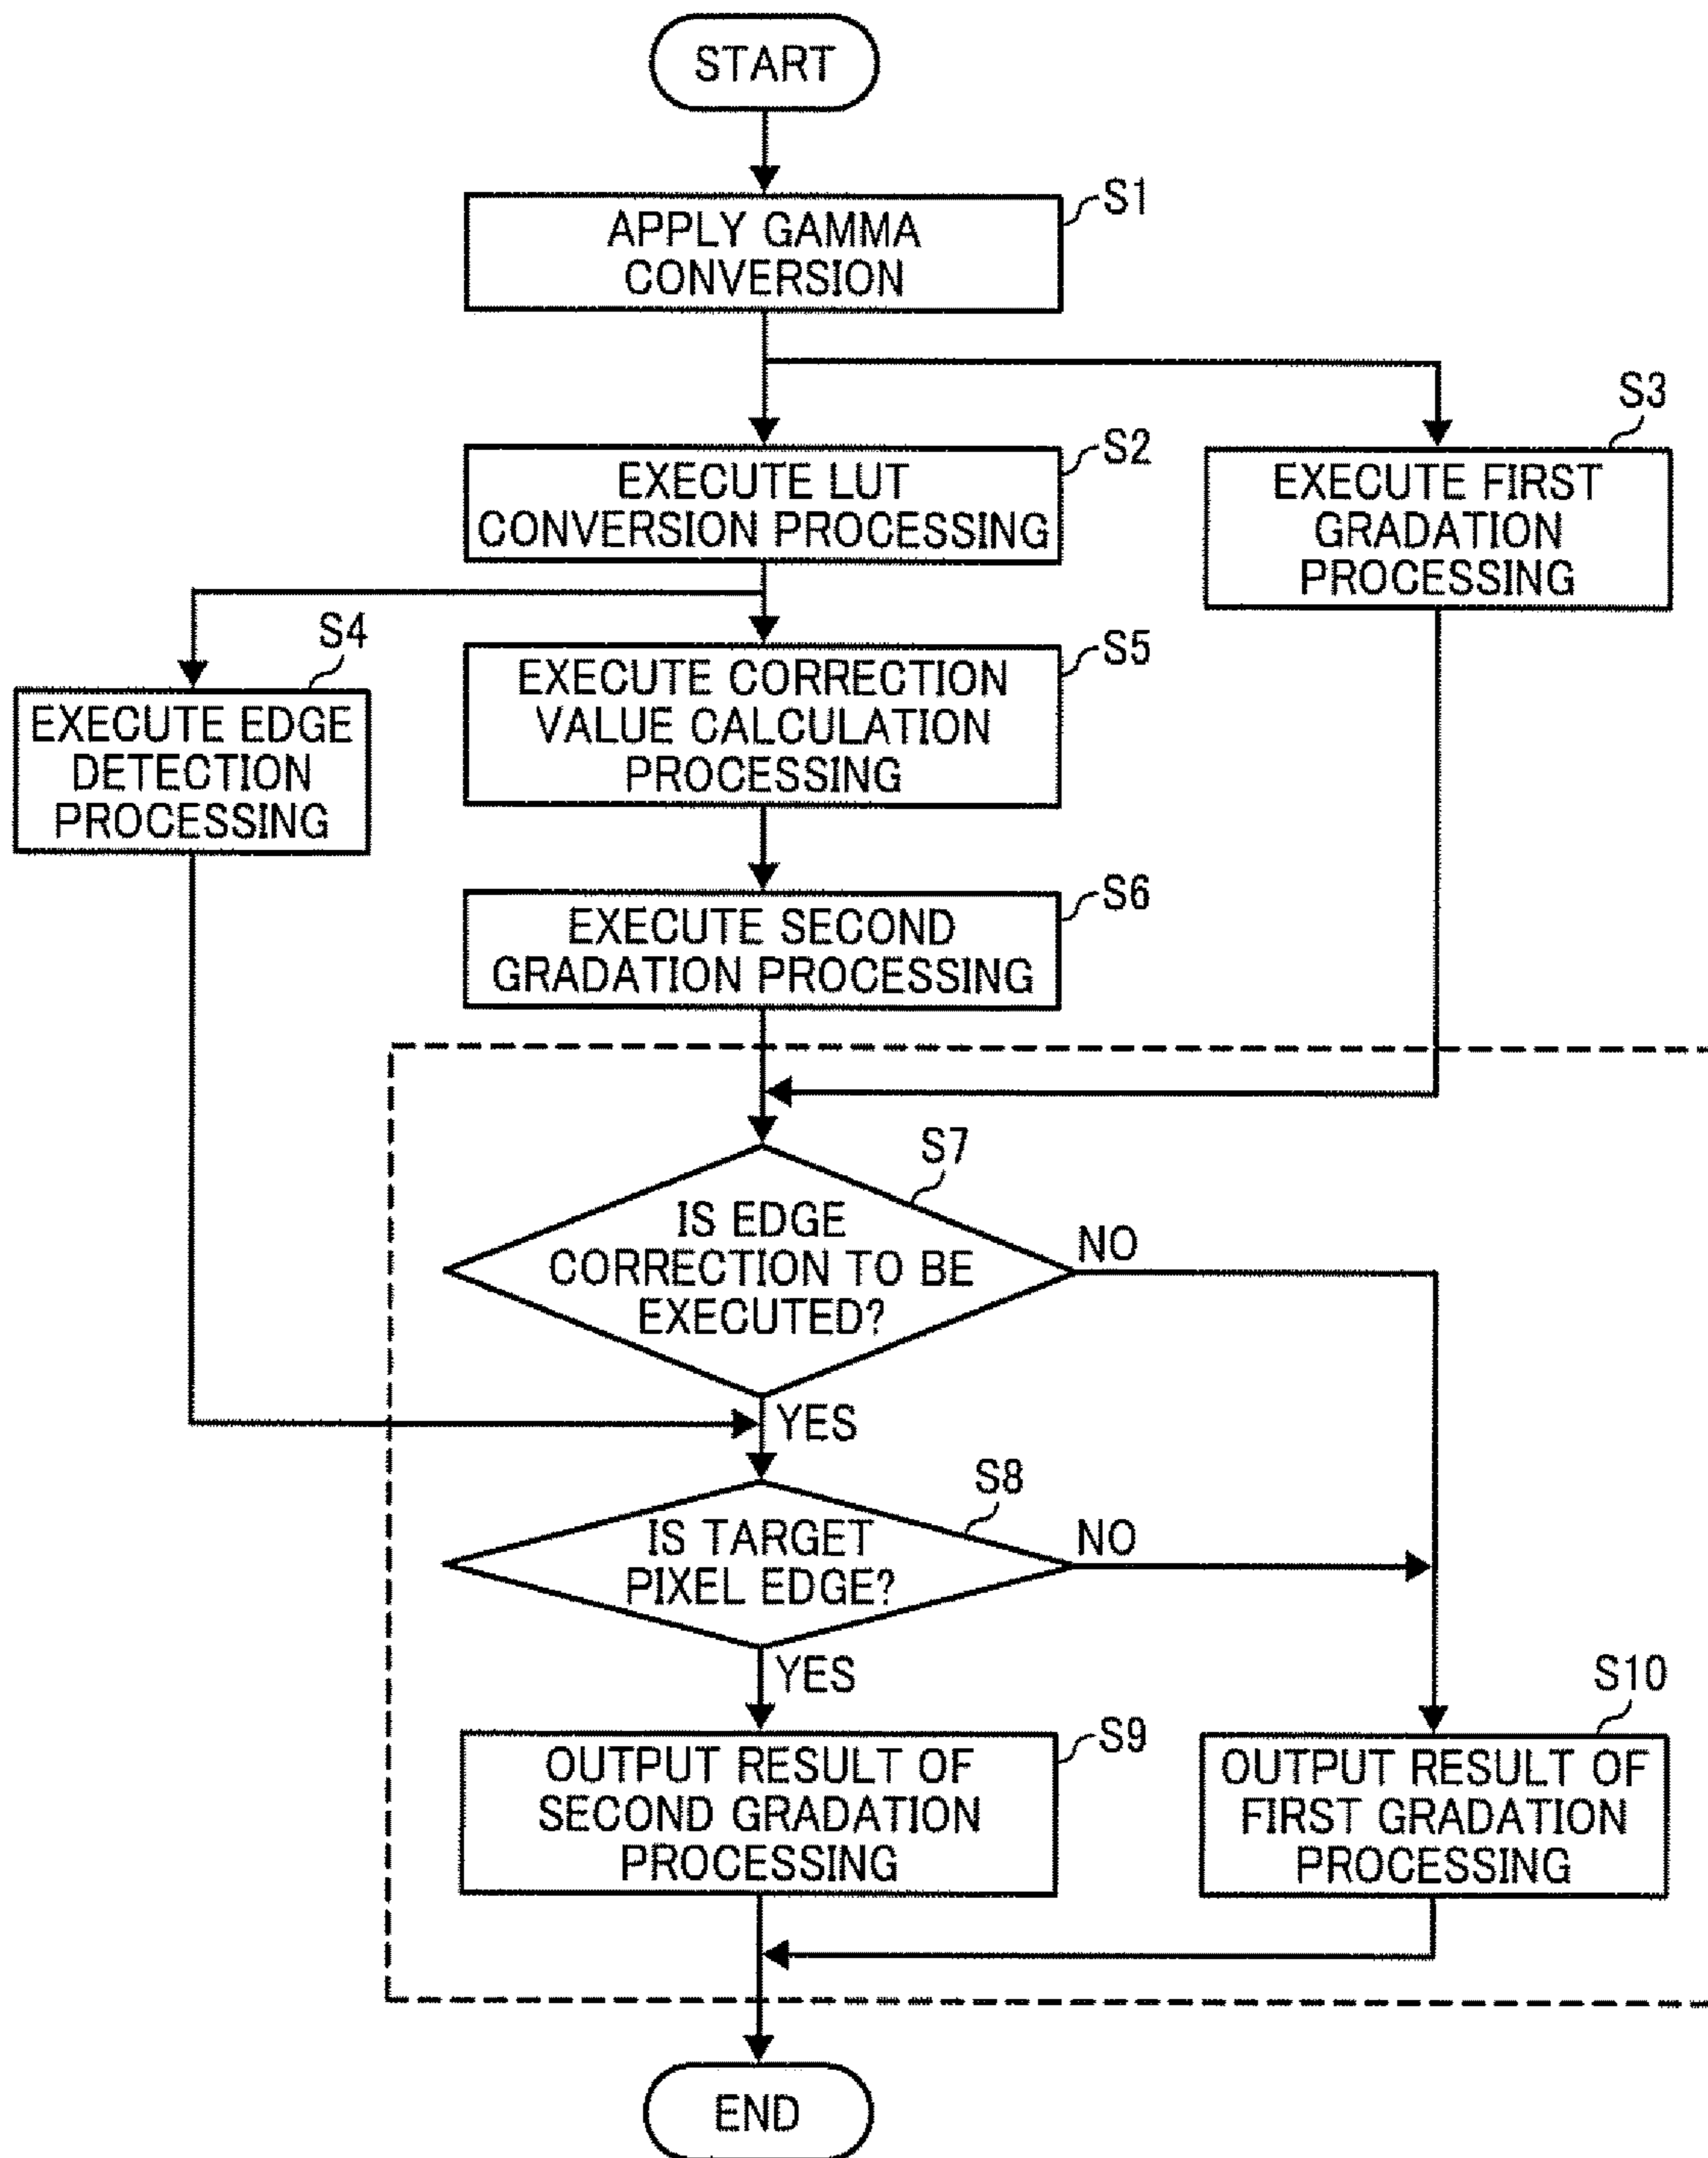 START
S1
APPLY GAMMA
CONVERSION
S2
EXECUTE LUT
CONVERSION PROCESSING
S3
EXECUTE FIRST
GRADATION
PROCESSING
S4
EXECUTE EDGE
DETECTION
PROCESSING
S5
EXECUTE CORRECTION
VALUE CALCULATION
PROCESSING
S6
EXECUTE SECOND
GRADATION PROCESSING
S7
IS EDGE
CORRECTION TO BE
EXECUTED?
NO
YES
S8
IS TARGET
PIXEL EDGE?
NO
YES
S9
OUTPUT RESULT OF
SECOND GRADATION
PROCESSING
S10
OUTPUT RESULT OF
FIRST GRADATION
PROCESSING
END